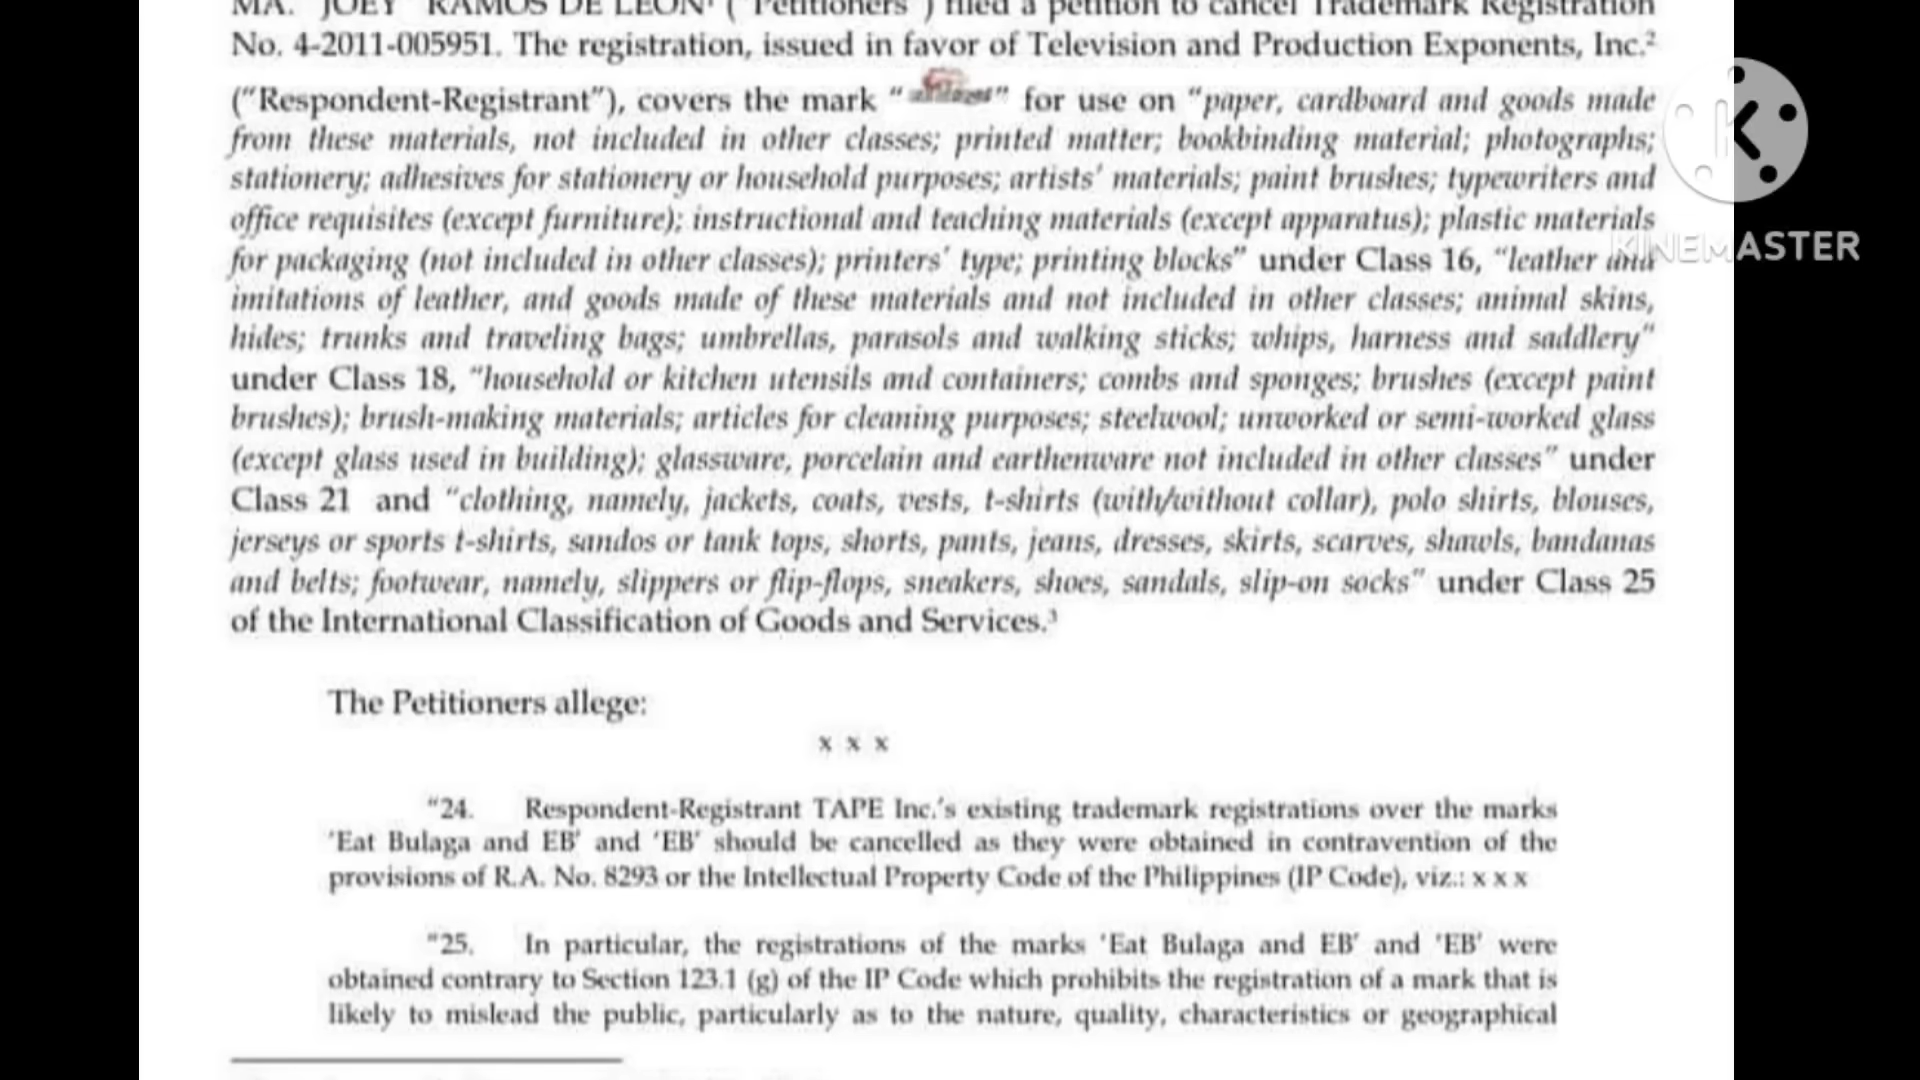 MA. "JOEY" RAMOS DE LEON¹ ("Petitioners") filed a petition to cancel Trademark Registration
No. 4-2011-005951. The registration, issued in favor of Television and Production Exponents, Inc.²
("Respondent-Registrant"), covers the mark " " for use on "paper, cardboard and goods made
from these materials, not included in other classes; printed matter; bookbinding material; photographs;
stationery; adhesives for stationery or household purposes; artists' materials; paint brushes; typewriters and
office requisites (except furniture); instructional and teaching materials (except apparatus); plastic materials
for packaging (not included in other classes); printers' type; printing blocks" under Class 16, "leather and
imitations of leather, and goods made of these materials and not included in other classes; animal skins,
hides; trunks and traveling bags; umbrellas, parasols and walking sticks; whips, harness and saddlery"
under Class 18, "household or kitchen utensils and containers; combs and sponges; brushes (except paint
brushes); brush-making materials; articles for cleaning purposes; steelwool; unworked or semi-worked glass
(except glass used in building); glassware, porcelain and earthenware not included in other classes" under
Class 21 and "clothing, namely, jackets, coats, vests, t-shirts (with/without collar), polo shirts, blouses,
jerseys or sports t-shirts, sandos or tank tops, shorts, pants, jeans, dresses, skirts, scarves, shawls, bandanas
and belts; footwear, namely, slippers or flip-flops, sneakers, shoes, sandals, slip-on socks" under Class 25
of the International Classification of Goods and Services.³
The Petitioners allege:
x x x
"24. Respondent-Registrant TAPE Inc.'s existing trademark registrations over the marks
'Eat Bulaga and EB' and 'EB' should be cancelled as they were obtained in contravention of the
provisions of R.A. No. 8293 or the Intellectual Property Code of the Philippines (IP Code), viz.: x x x
"25. In particular, the registrations of the marks 'Eat Bulaga and EB' and 'EB' were
obtained contrary to Section 123.1 (g) of the IP Code which prohibits the registration of a mark that is
likely to mislead the public, particularly as to the nature, quality, characteristics or geographical
K
KINEMASTER